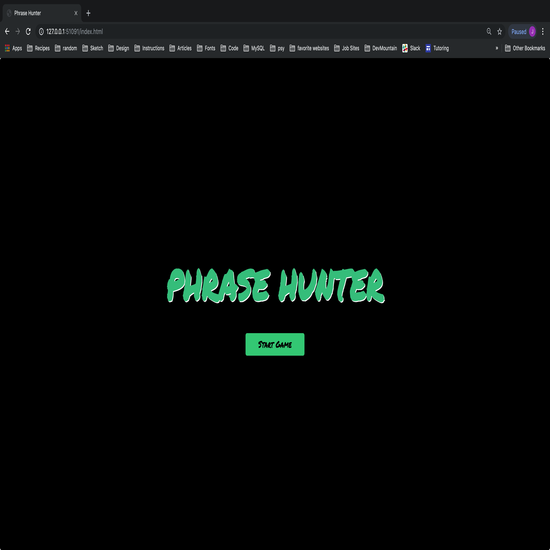 Phrase Hunter
127.0.0.1:51091/index.html
Paused
J
Apps Recipes random Sketch Design Instructions Articles Fonts Code MySQL psy favorite websites Job Sites DevMountain Slack Tutoring » Other Bookmarks
PHRASE HUNTER
START GAME